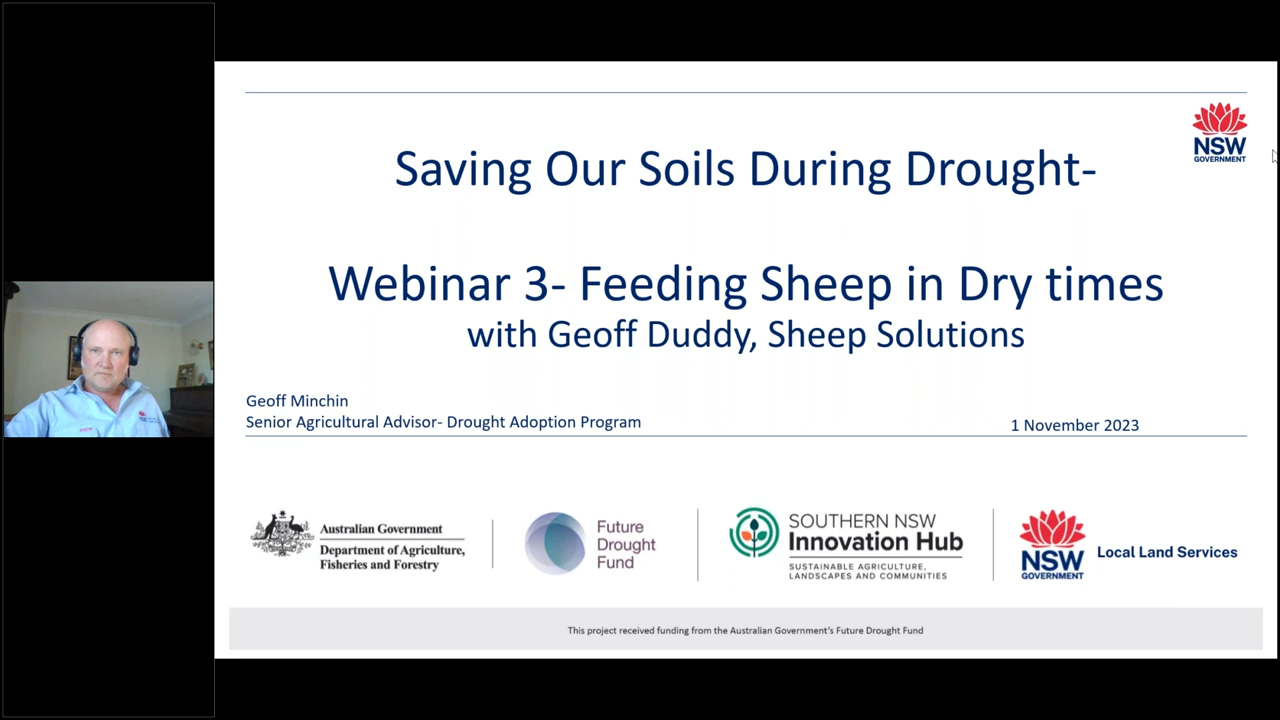 NSW
GOVERNMENT
Saving Our Soils During Drought-
Webinar 3- Feeding Sheep in Dry times
with Geoff Duddy, Sheep Solutions
Geoff Minchin
Senior Agricultural Advisor- Drought Adoption Program
1 November 2023
Australian Government
Department of Agriculture,
Fisheries and Forestry
Future
Drought
Fund
SOUTHERN NSW
Innovation Hub
SUSTAINABLE AGRICULTURE,
LANDSCAPES AND COMMUNITIES
NSW
GOVERNMENT
Local Land Services
This project received funding from the Australian Government's Future Drought Fund